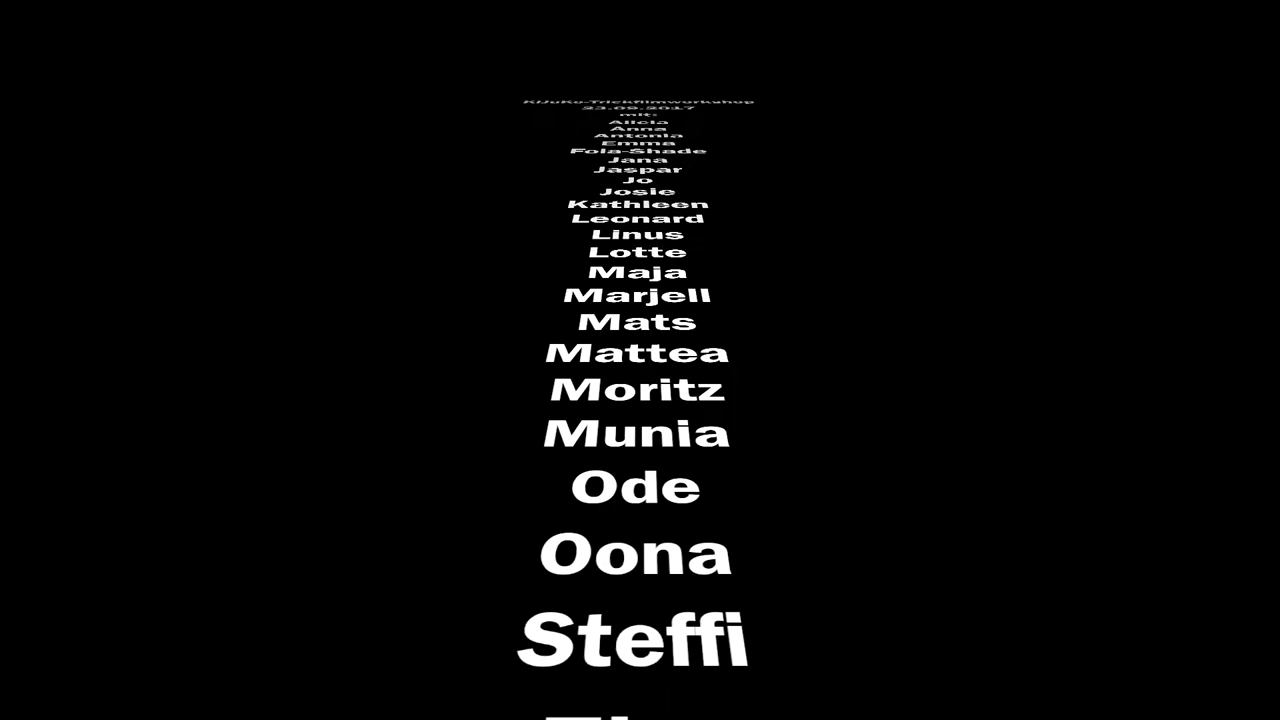 KiJuKo-Trickfilmworkshop
23.09.2017
mit:
Alicia
Anna
Antonia
Emma
Fola-Shade
Jana
Jaspar
Jo
Josie
Kathleen
Leonard
Linus
Lotte
Maja
Marjell
Mats
Mattea
Moritz
Munia
Ode
Oona
Steffi